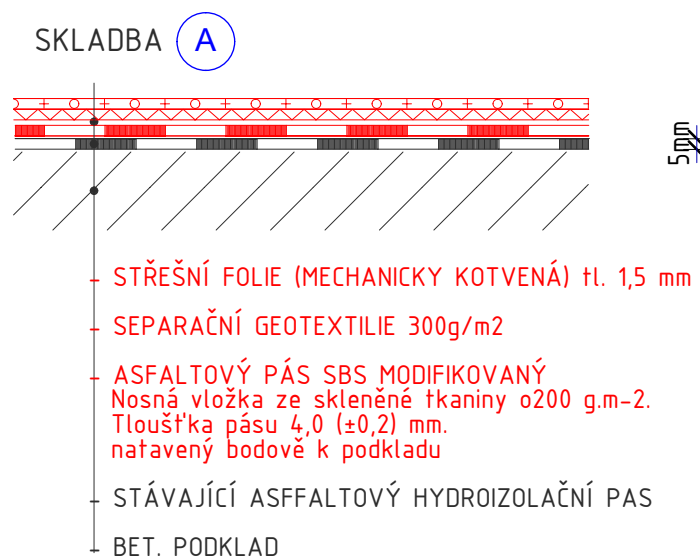 SKLADBA A
5mm
STŘEŠNÍ FOLIE (MECHANICKY KOTVENÁ) tl. 1,5 mm
SEPARAČNÍ GEOTEXTILIE 300g/m2
ASFALTOVÝ PÁS SBS MODIFIKOVANÝ
Nosná vložka ze skleněné tkaniny o200 g.m-2.
Tloušťka pásu 4,0 (±0,2) mm.
natavený bodově k podkladu
STÁVAJÍCÍ ASFFALTOVÝ HYDROIZOLAČNÍ PAS
BET. PODKLAD